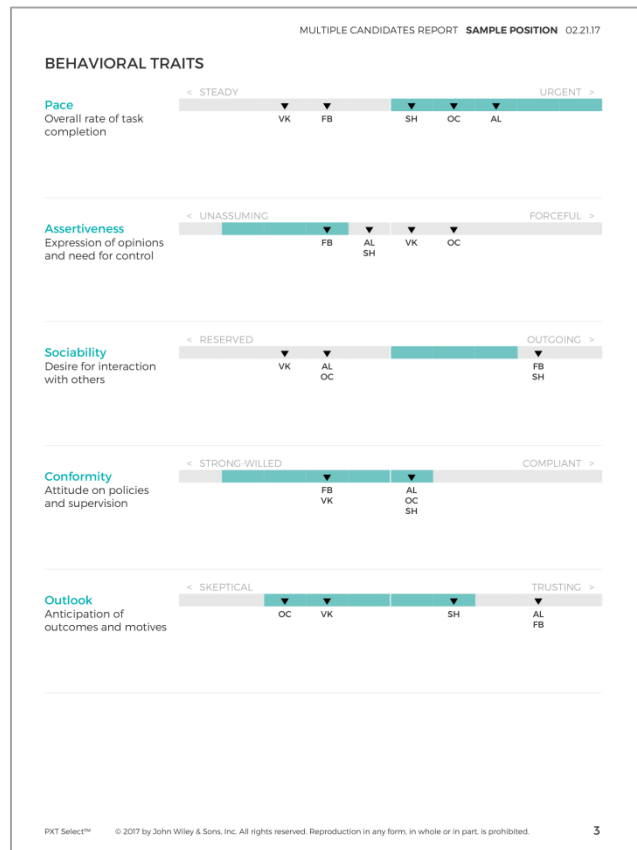 MULTIPLE CANDIDATES REPORT SAMPLE POSITION 02.21.17
BEHAVIORAL TRAITS
< STEADY URGENT >
Pace
Overall rate of task
completion
VK FB SH OC AL
< UNASSUMING FORCEFUL >
Assertiveness
Expression of opinions
and need for control
FB AL VK OC
SH
< RESERVED OUTGOING >
Sociability
Desire for interaction
with others
VK AL FB
OC SH
< STRONG-WILLED COMPLIANT >
Conformity
Attitude on policies
and supervision
FB AL
VK OC
SH
< SKEPTICAL TRUSTING >
Outlook
Anticipation of
outcomes and motives
OC VK SH AL
FB
PXT Select™ © 2017 by John Wiley & Sons, Inc. All rights reserved. Reproduction in any form, in whole or in part, is prohibited. 3